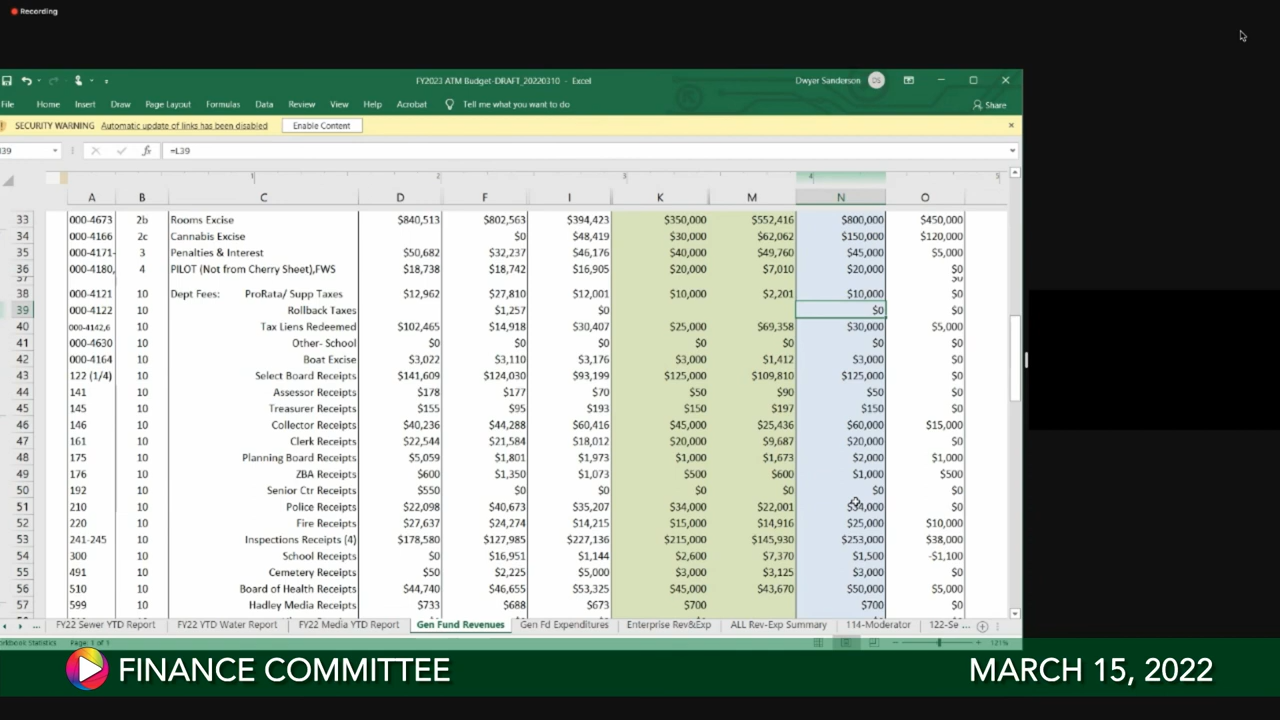 Recording
FY2023 ATM Budget-DRAFT_20220310 - Excel
Dwyer Sanderson DS
File Home Insert Draw Page Layout Formulas Data Review View Help Acrobat Tell me what you want to do Share
SECURITY WARNING Automatic update of links has been disabled Enable Content
=L39
A B C D F I K M N O
33 000-4673 2b Rooms Excise $840,513 $802,563 $394,423 $350,000 $552,416 $800,000 $450,000
34 000-4166 2c Cannabis Excise $0 $48,419 $30,000 $62,062 $150,000 $120,000
35 000-4171- 3 Penalties & Interest $50,682 $32,237 $46,176 $40,000 $49,760 $45,000 $5,000
36 000-4180, 4 PILOT (Not from Cherry Sheet),FWS $18,738 $18,742 $16,905 $20,000 $7,010 $20,000 $0
38 000-4121 10 Dept Fees: ProRata/ Supp Taxes $12,962 $27,810 $12,001 $10,000 $2,201 $10,000 $0
39 000-4122 10 Rollback Taxes $1,257 $0 $0 $0
40 000-4142,6 10 Tax Liens Redeemed $102,465 $14,918 $30,407 $25,000 $69,358 $30,000 $5,000
41 000-4630 10 Other- School $0 $0 $0 $0 $0 $0 $0
42 000-4164 10 Boat Excise $3,022 $3,110 $3,176 $3,000 $1,412 $3,000 $0
43 122 (1/4) 10 Select Board Receipts $141,609 $124,030 $93,199 $125,000 $109,810 $125,000 $0
44 141 10 Assessor Receipts $178 $177 $70 $50 $90 $50 $0
45 145 10 Treasurer Receipts $155 $95 $193 $150 $197 $150 $0
46 146 10 Collector Receipts $40,236 $44,288 $60,416 $45,000 $25,436 $60,000 $15,000
47 161 10 Clerk Receipts $22,544 $21,584 $18,012 $20,000 $9,687 $20,000 $0
48 175 10 Planning Board Receipts $5,059 $1,801 $1,973 $1,000 $1,673 $2,000 $1,000
49 176 10 ZBA Receipts $600 $1,350 $1,073 $500 $600 $1,000 $500
50 192 10 Senior Ctr Receipts $550 $0 $0 $0 $0 $0 $0
51 210 10 Police Receipts $22,098 $40,673 $35,207 $34,000 $22,001 $34,000 $0
52 220 10 Fire Receipts $27,637 $24,274 $14,215 $15,000 $14,916 $25,000 $10,000
53 241-245 10 Inspections Receipts (4) $178,580 $127,985 $227,136 $215,000 $145,930 $253,000 $38,000
54 300 10 School Receipts $0 $16,951 $1,144 $2,600 $7,370 $1,500 -$1,100
55 491 10 Cemetery Receipts $50 $2,225 $5,000 $3,000 $3,125 $3,000 $0
56 510 10 Board of Health Receipts $44,740 $46,655 $53,325 $45,000 $43,670 $50,000 $5,000
57 599 10 Hadley Media Receipts $733 $688 $673 $700 $700 $0
... FY22 Sewer YTD Report FY22 YTD Water Report FY22 Media YTD Report Gen Fund Revenues Gen Fd Expenditures Enterprise Rev&Exp ALL Rev-Exp Summary 114-Moderator 122-Se ...
121%
FINANCE COMMITTEE MARCH 15, 2022